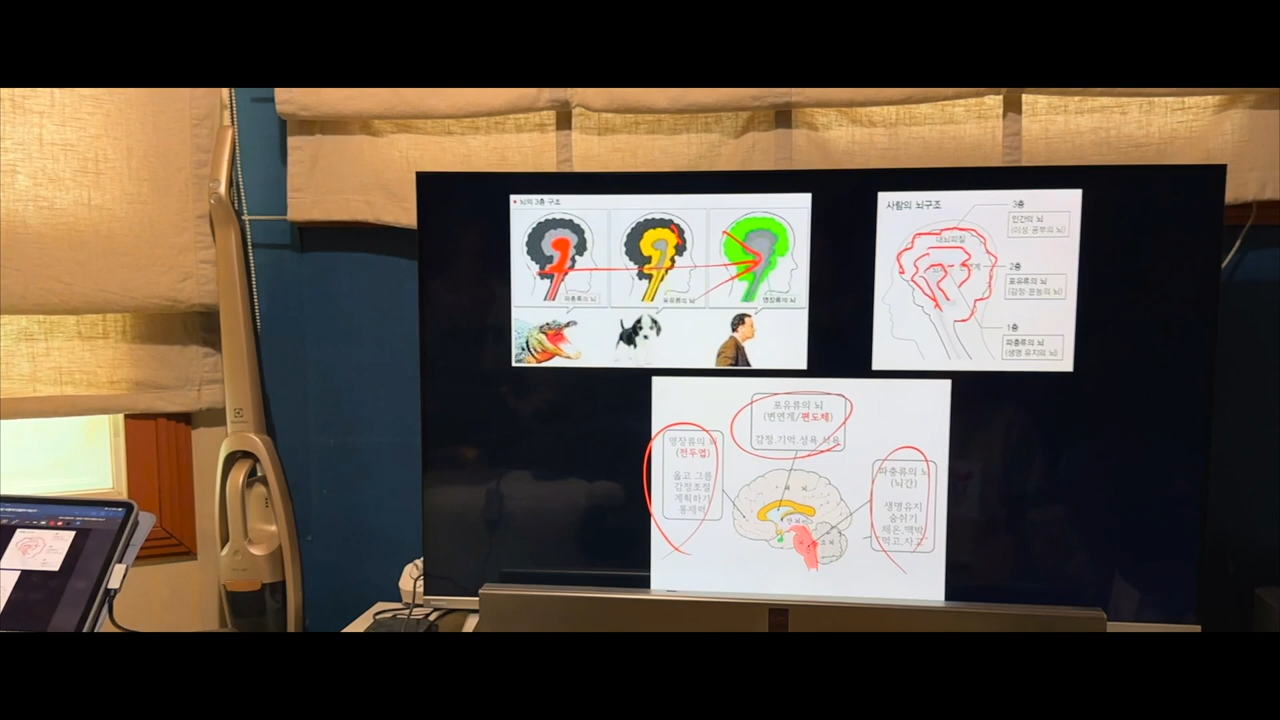 뇌의 3층 구조
파충류의 뇌
포유류의 뇌
영장류의 뇌
사람의 뇌구조
3층
인간의 뇌
(이성·공부의 뇌)
대뇌피질
2층
포유류의 뇌
(감정·본능의 뇌)
1층
파충류의 뇌
(생명 유지의 뇌)
포유류의 뇌
(변연계/편도체)
감정.기억.성욕.식욕
영장류의 뇌
(전두엽)
옳고 그름
감정조절
계획하기
통제력
파충류의 뇌
(뇌간)
생명유지
숨쉬기
체온.맥박
먹고.자고